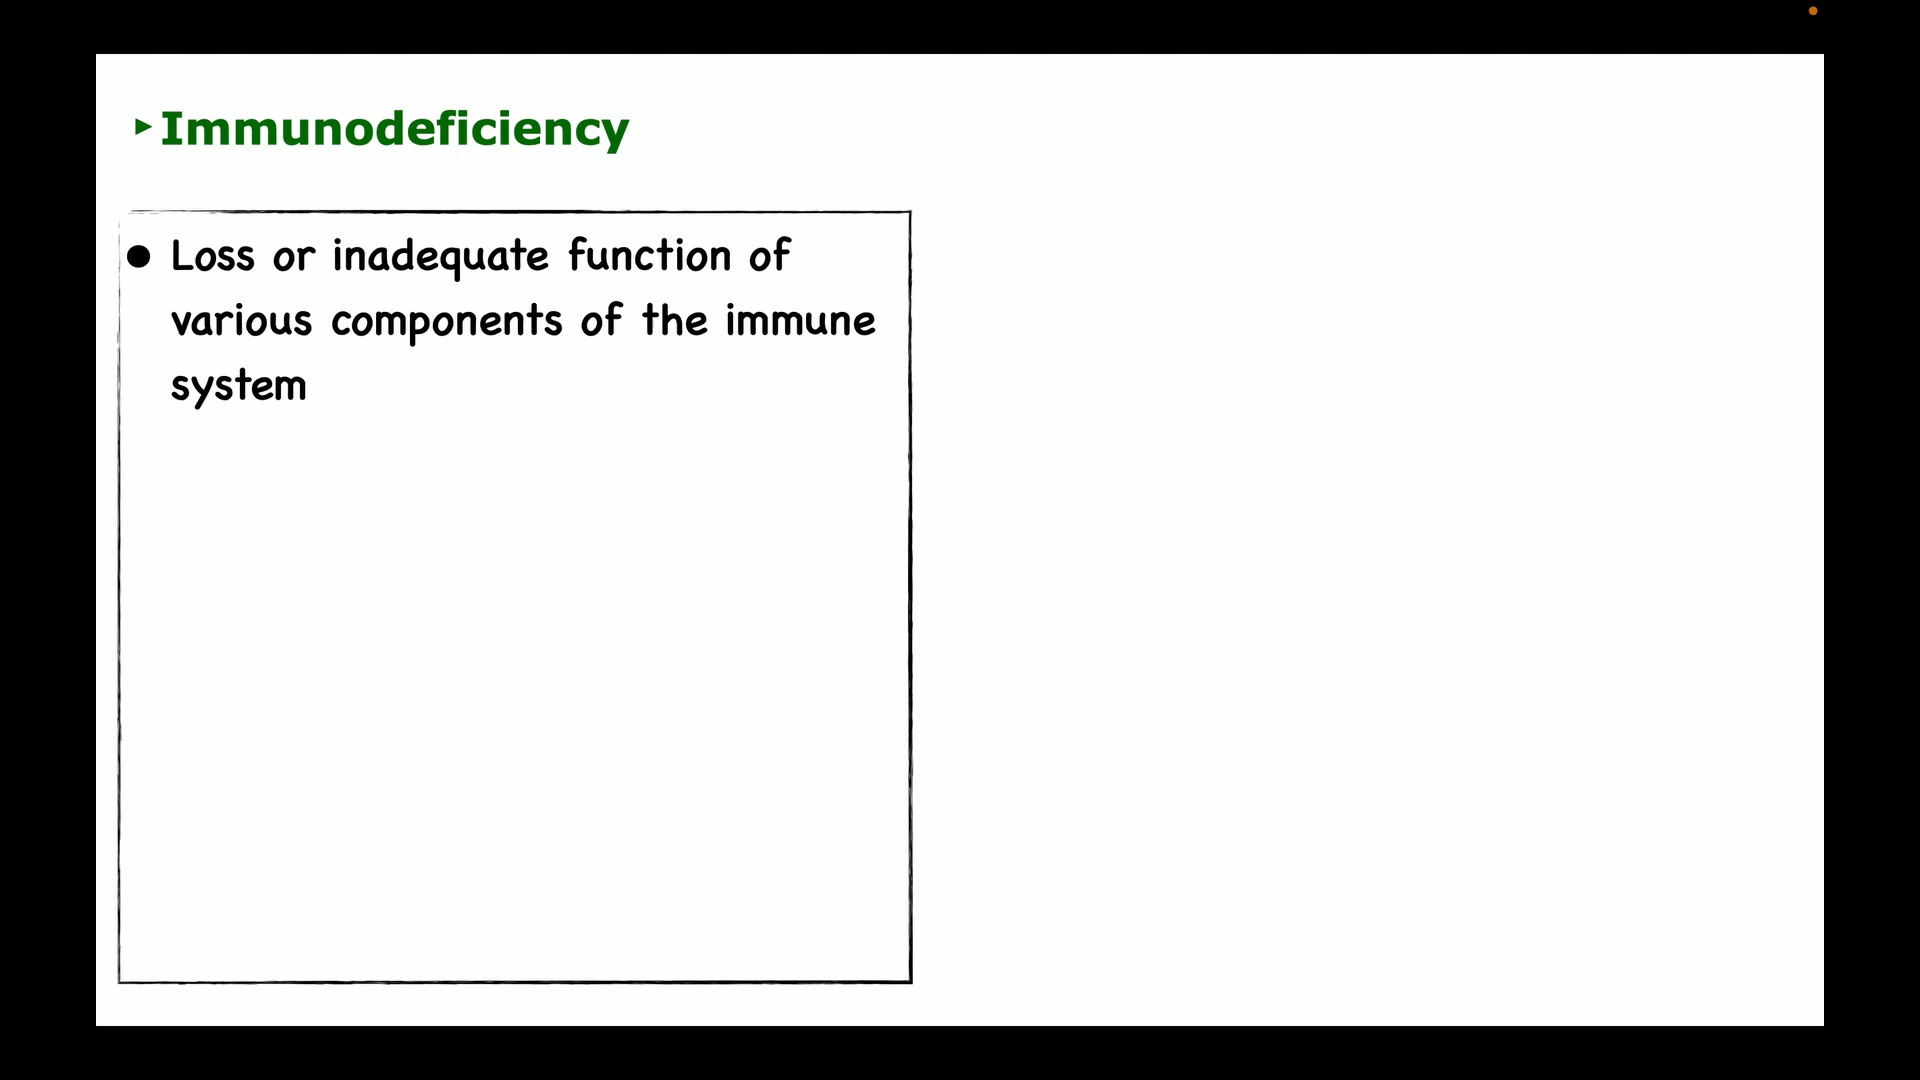 ▸Immunodeficiency
● Loss or inadequate function of
various components of the immune
system